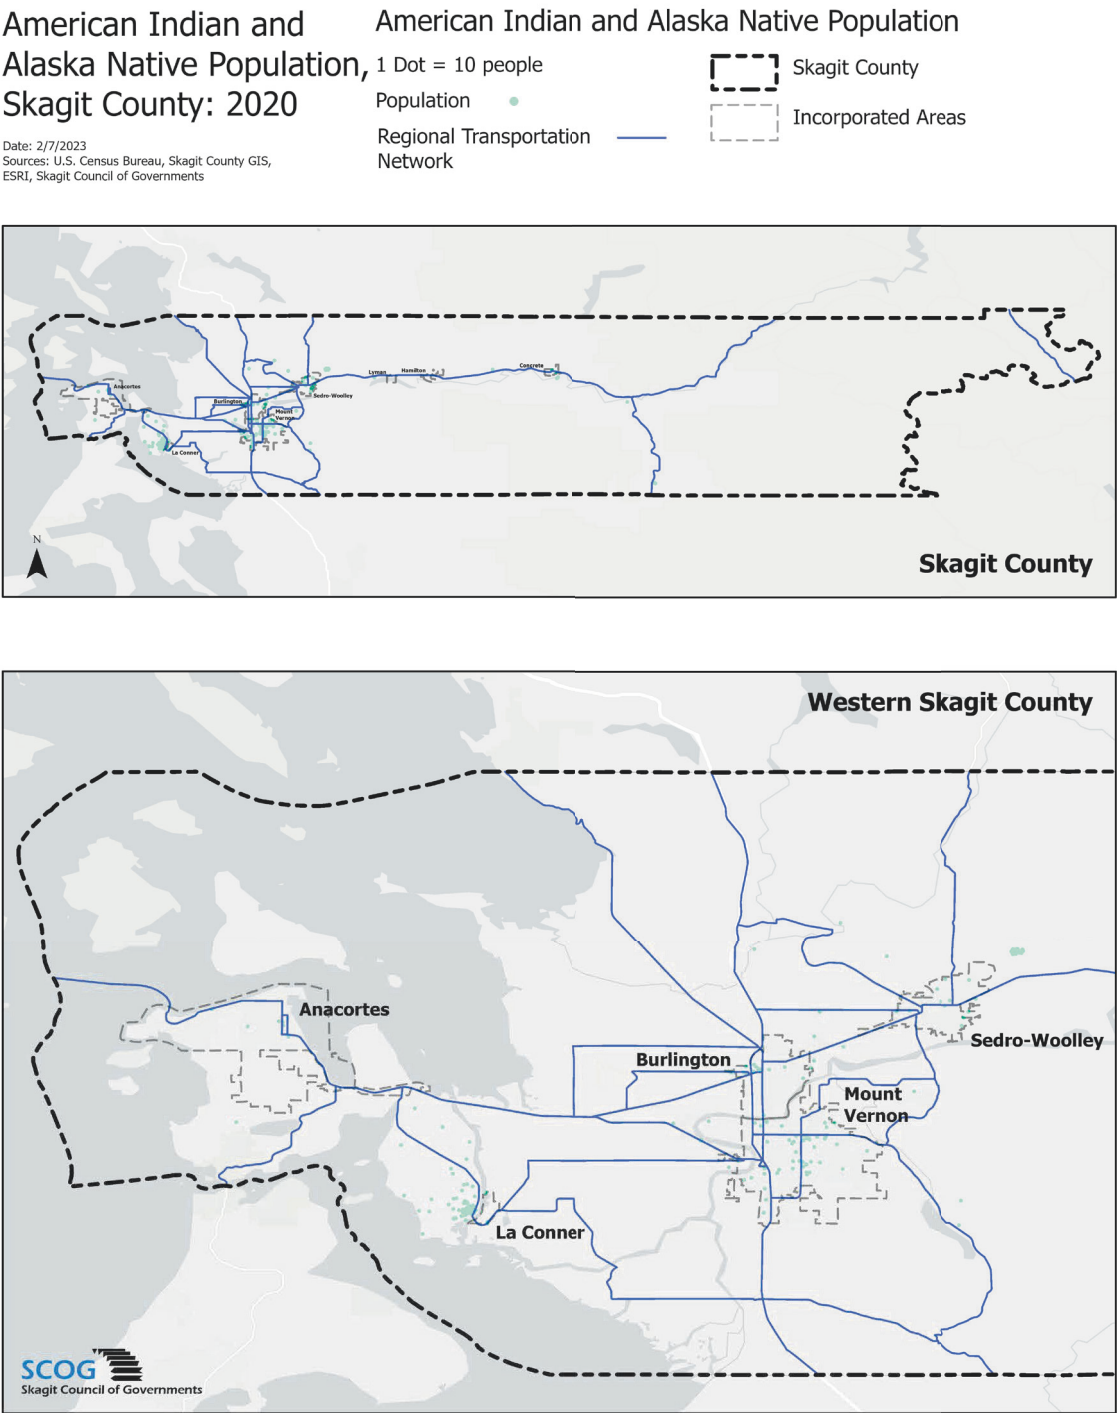 American Indian and
Alaska Native Population,
Skagit County: 2020
Date: 2/7/2023
Sources: U.S. Census Bureau, Skagit County GIS,
ESRI, Skagit Council of Governments
American Indian and Alaska Native Population
1 Dot = 10 people
Population
Regional Transportation
Network
Skagit County
Incorporated Areas
Anacortes
Burlington
Mount
Vernon
La Conner
Sedro-Woolley
Lyman
Hamilton
Concrete
N
Skagit County
Western Skagit County
Anacortes
Burlington
Sedro-Woolley
Mount
Vernon
La Conner
SCOG
Skagit Council of Governments